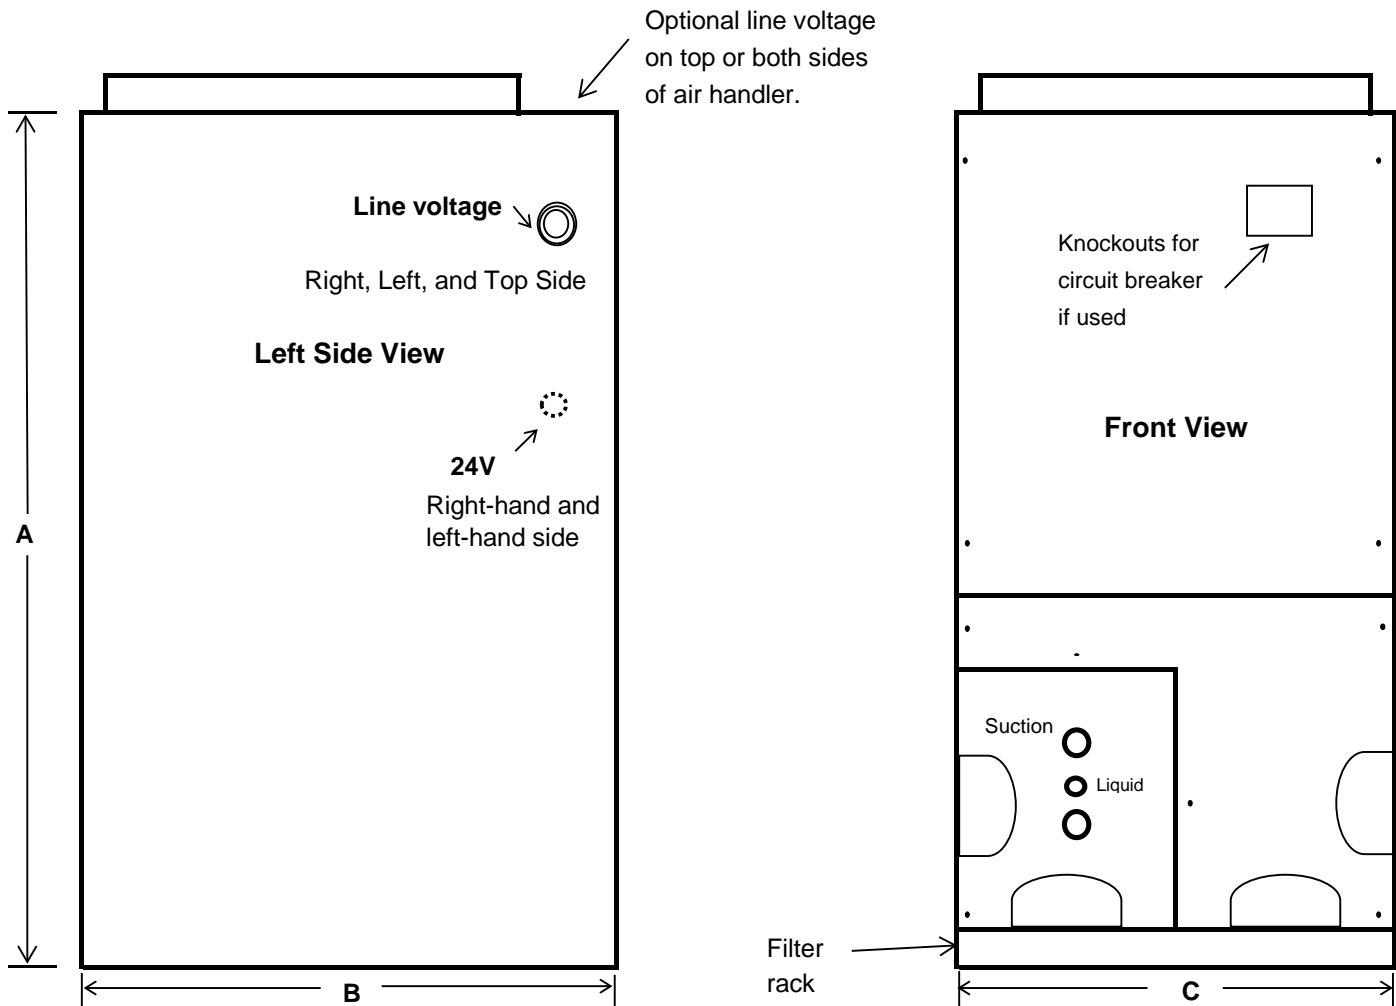 Optional line voltage
on top or both sides
of air handler.
Line voltage
Right, Left, and Top Side
Left Side View
24V
Right-hand and
left-hand side
A
B
Knockouts for
circuit breaker
if used
Front View
Suction
Liquid
Filter
rack
C